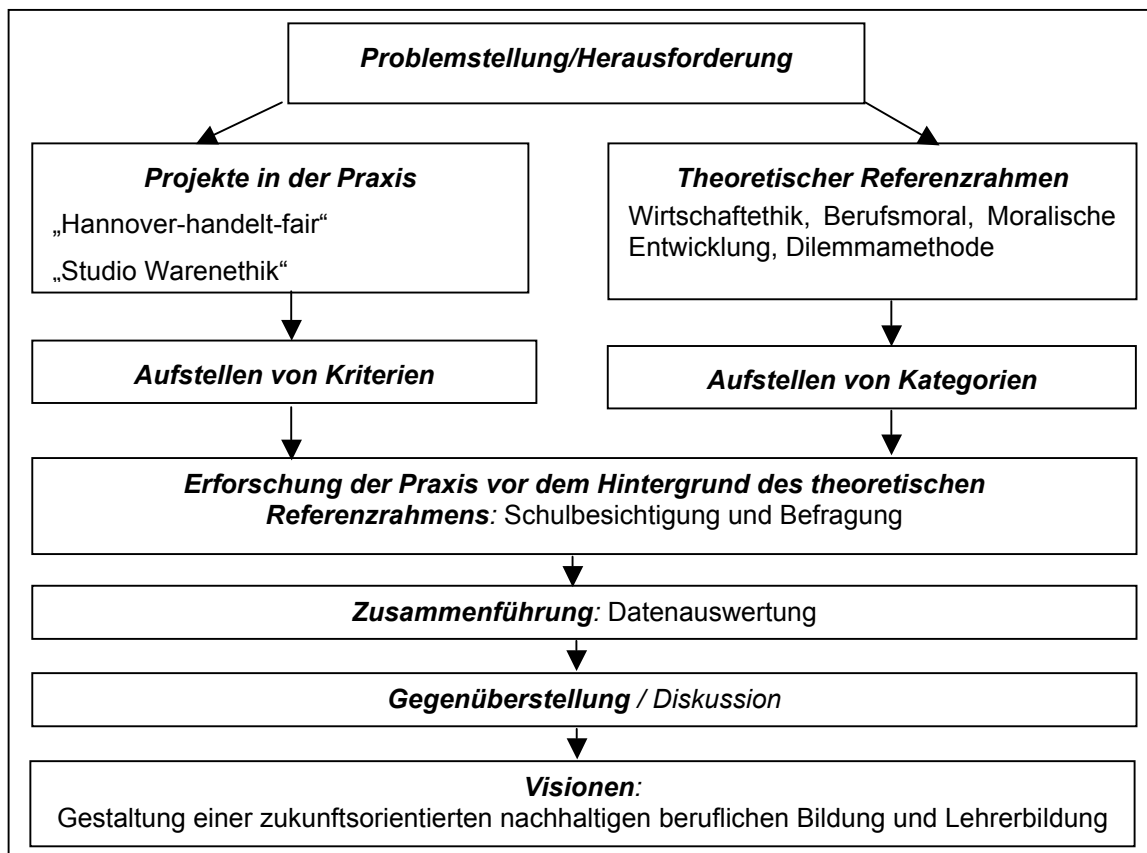 Problemstellung/Herausforderung
Projekte in der Praxis
„Hannover-handelt-fair“
„Studio Warenethik“
Theoretischer Referenzrahmen
Wirtschaftethik, Berufsmoral, Moralische
Entwicklung, Dilemmamethode
Aufstellen von Kriterien
Aufstellen von Kategorien
Erforschung der Praxis vor dem Hintergrund des theoretischen
Referenzrahmens: Schulbesichtigung und Befragung
Zusammenführung: Datenauswertung
Gegenüberstellung / Diskussion
Visionen:
Gestaltung einer zukunftsorientierten nachhaltigen beruflichen Bildung und Lehrerbildung